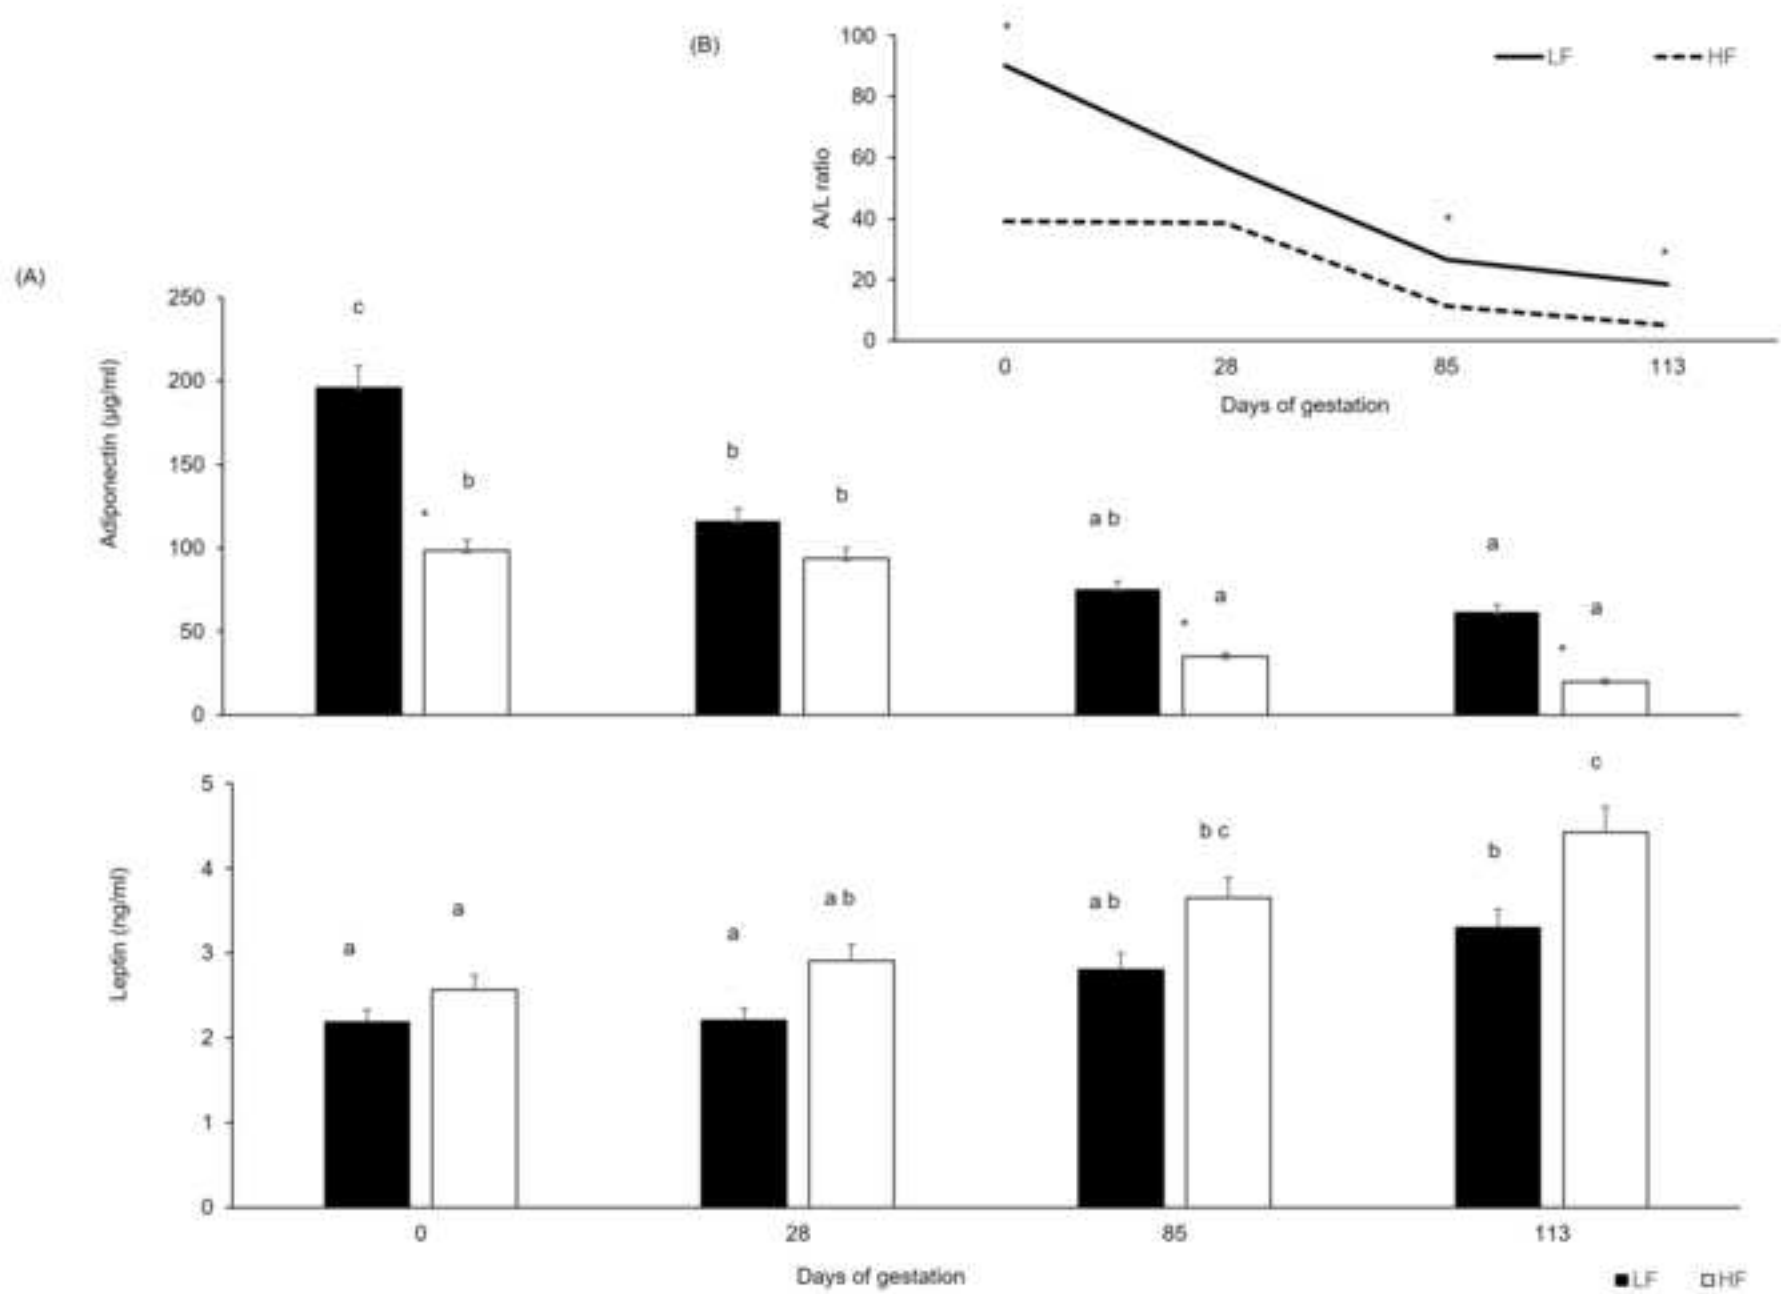 (B)
100
80
60
40
20
0
A/L ratio
*
*
*
LF
HF
0 28 85 113
Days of gestation
(A)
250
200
150
100
50
0
Adiponectin (µg/ml)
c
* b
b
b
a b
* a
a
* a
5
4
3
2
1
0
Leptin (ng/ml)
a
a
a
a b
a b
b c
b
c
0 28 85 113
Days of gestation
LF HF